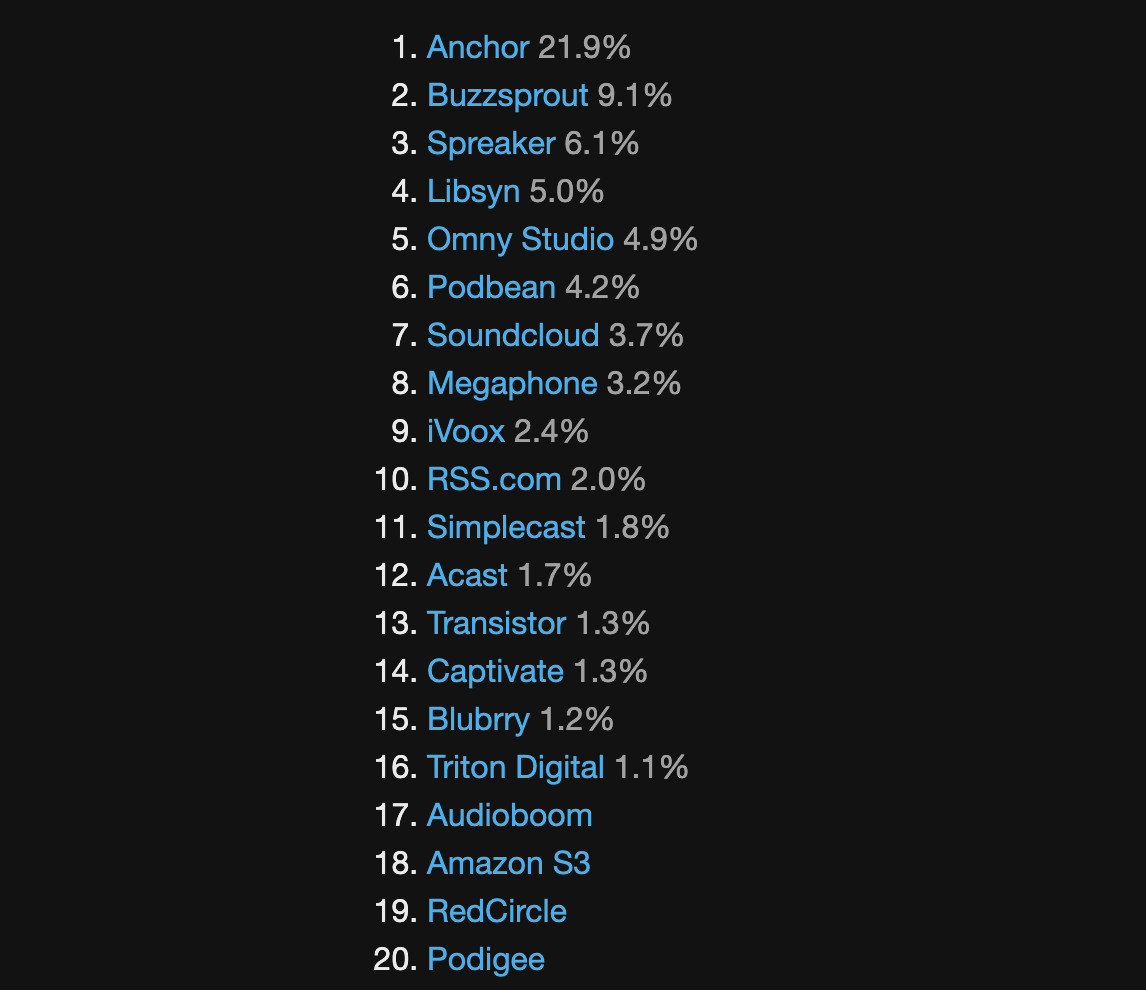 1. Anchor 21.9%
2. Buzzsprout 9.1%
3. Spreaker 6.1%
4. Libsyn 5.0%
5. Omny Studio 4.9%
6. Podbean 4.2%
7. Soundcloud 3.7%
8. Megaphone 3.2%
9. iVoox 2.4%
10. RSS.com 2.0%
11. Simplecast 1.8%
12. Acast 1.7%
13. Transistor 1.3%
14. Captivate 1.3%
15. Blubrry 1.2%
16. Triton Digital 1.1%
17. Audioboom
18. Amazon S3
19. RedCircle
20. Podigee